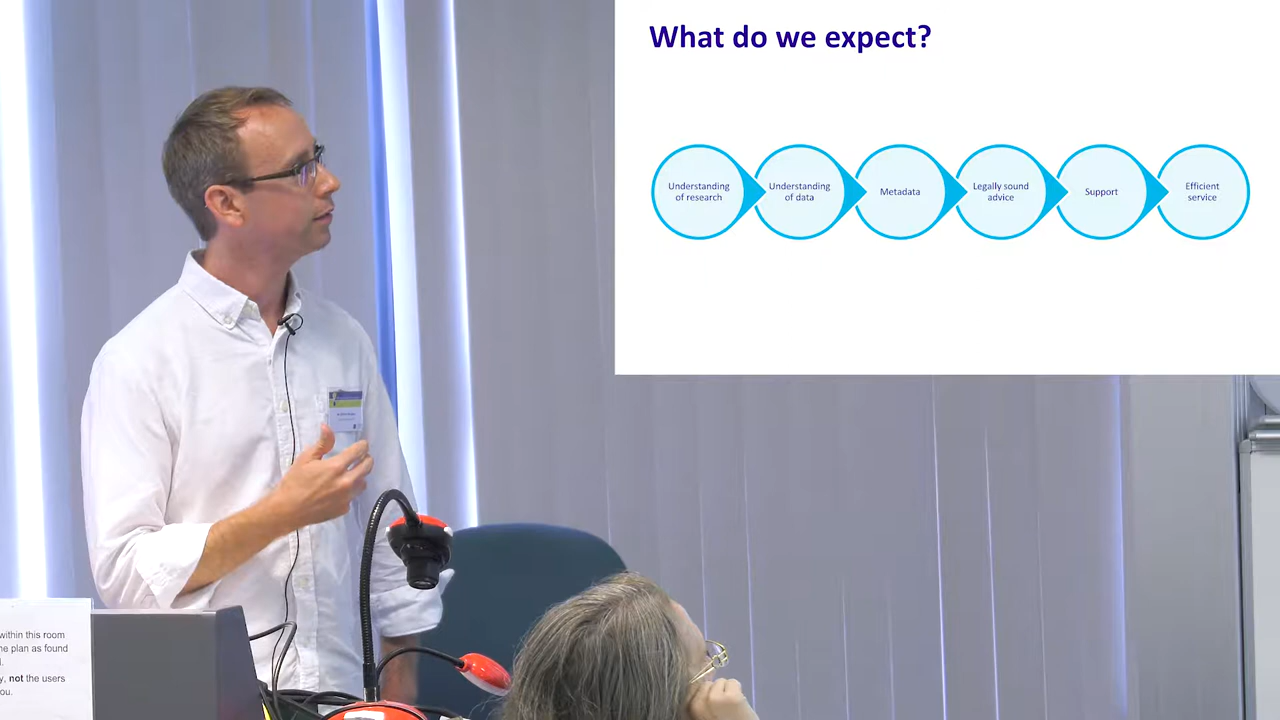 What do we expect?
Understanding
of research
Understanding
of data
Metadata
Legally sound
advice
Support
Efficient
service
within this room
ne plan as found
y, not the users
ou.